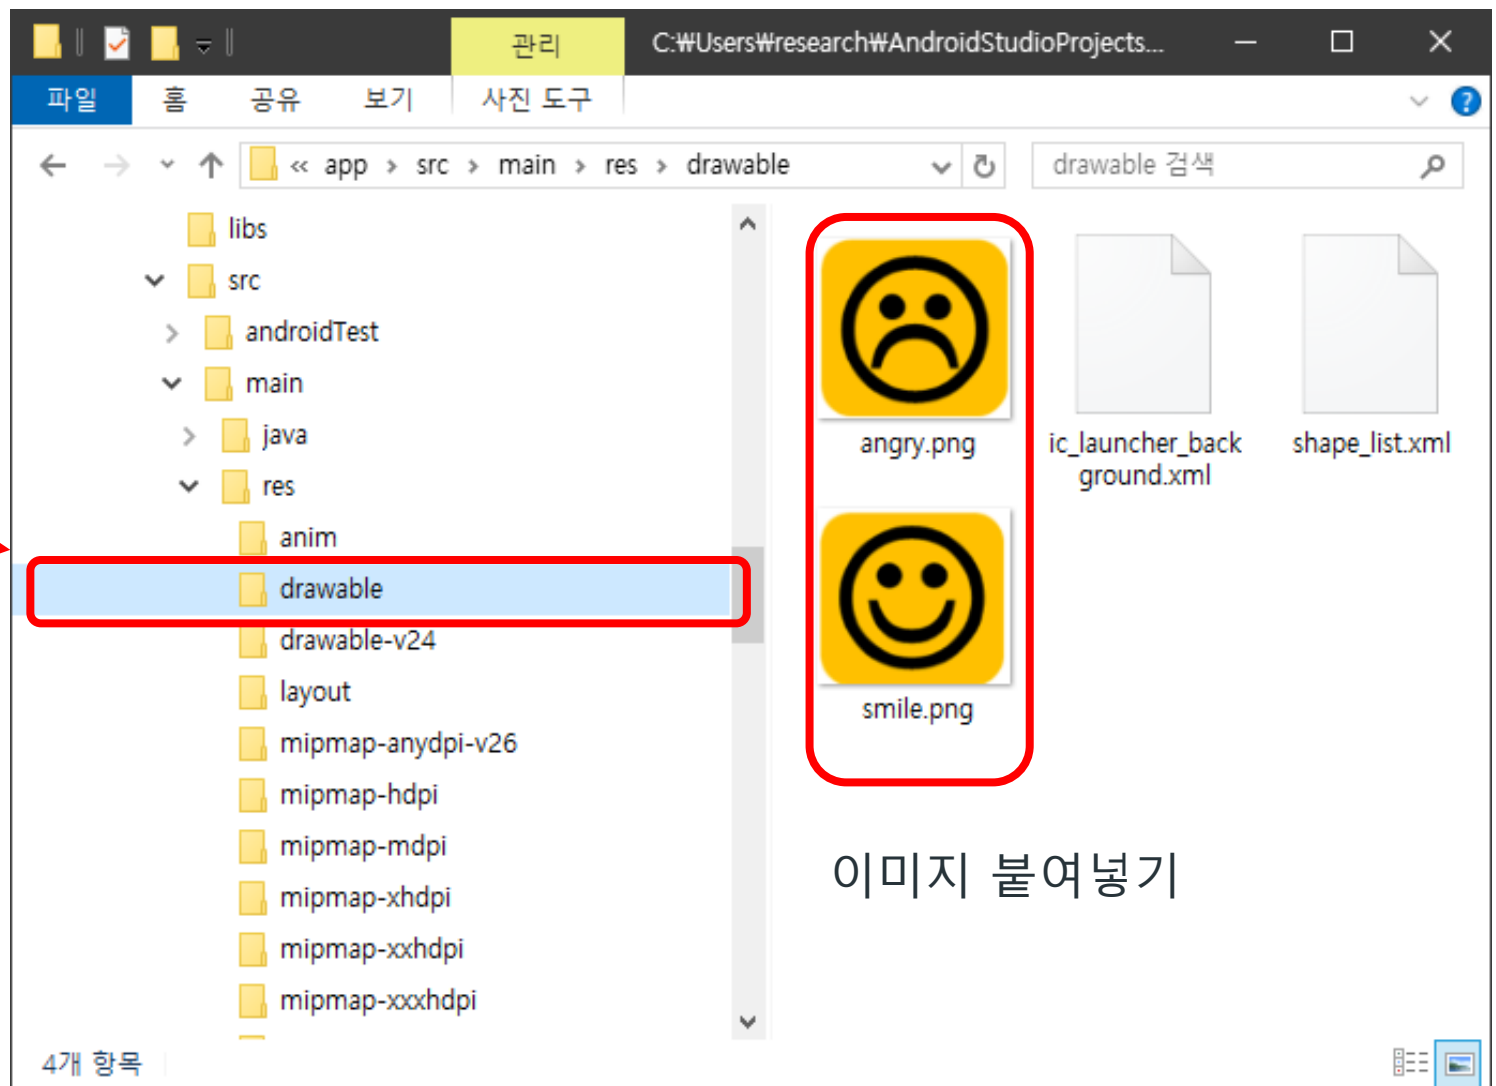 관리
C:₩Users₩research₩AndroidStudioProjects...
파일 홈 공유 보기 사진 도구
« app > src > main > res > drawable
drawable 검색
libs
src
androidTest
main
java
res
anim
drawable
drawable-v24
layout
mipmap-anydpi-v26
mipmap-hdpi
mipmap-mdpi
mipmap-xhdpi
mipmap-xxhdpi
mipmap-xxxhdpi
angry.png
ic_launcher_back
ground.xml
shape_list.xml
smile.png
이미지 붙여넣기
4개 항목